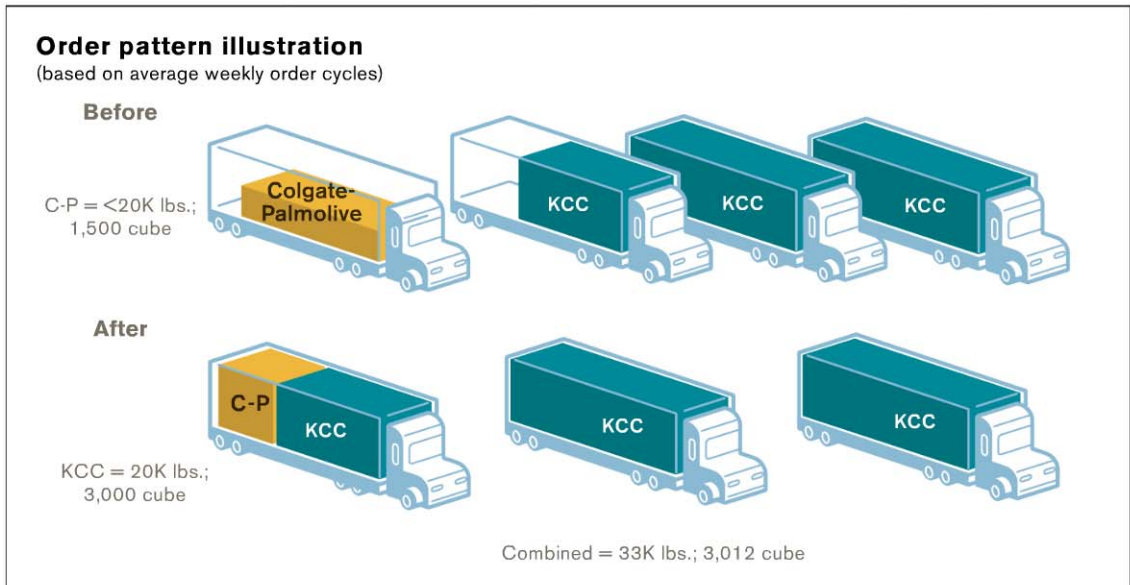 Order pattern illustration
(based on average weekly order cycles)
Before
C-P = <20K lbs.;
1,500 cube
Colgate-
Palmolive
KCC
KCC
KCC
After
KCC = 20K lbs.;
3,000 cube
C-P
KCC
KCC
KCC
Combined = 33K lbs.; 3,012 cube